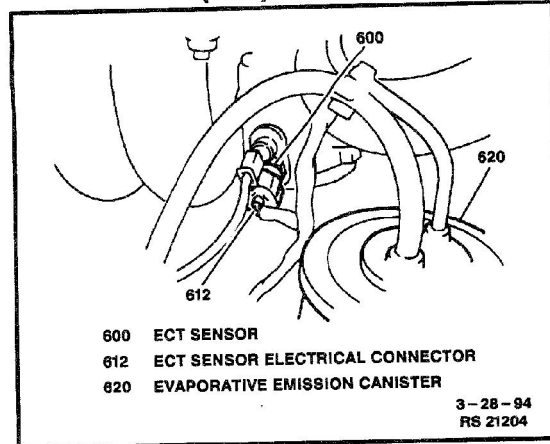 600
620
612
600 ECT SENSOR
612 ECT SENSOR ELECTRICAL CONNECTOR
620 EVAPORATIVE EMISSION CANISTER
3-28-94
RS 21204